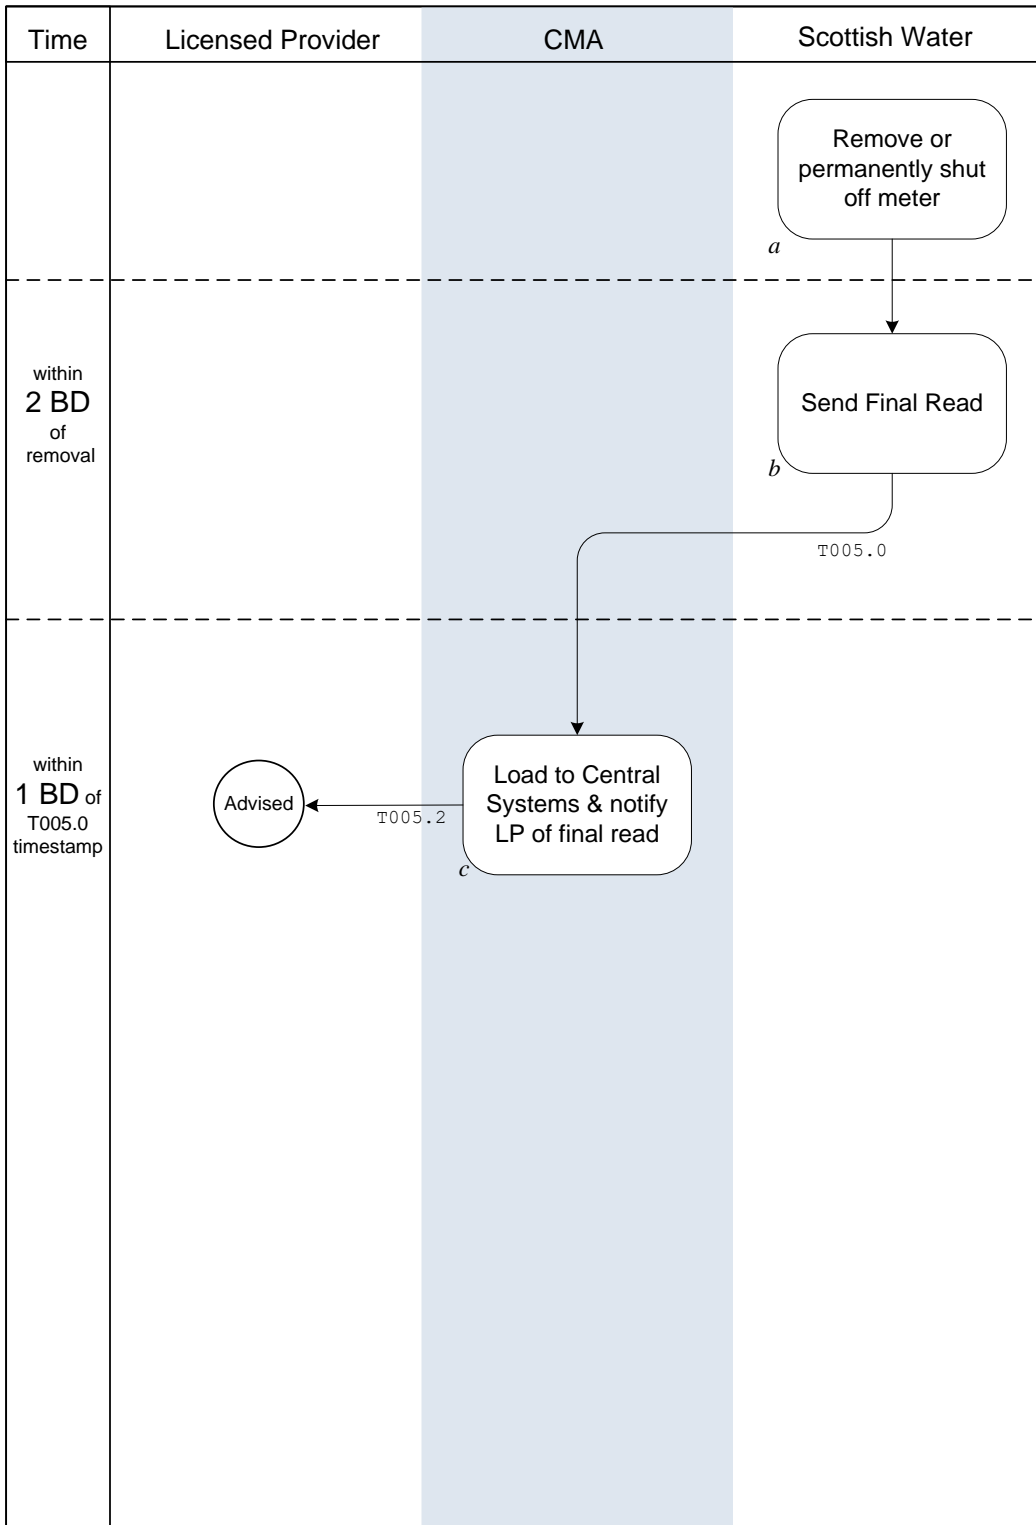 Time
Licensed Provider
CMA
Scottish Water
Remove or
permanently shut
off meter
a
within
2 BD
of
removal
Send Final Read
b
T005.0
within
1 BD of
T005.0
timestamp
Advised
T005.2
Load to Central
Systems & notify
LP of final read
c